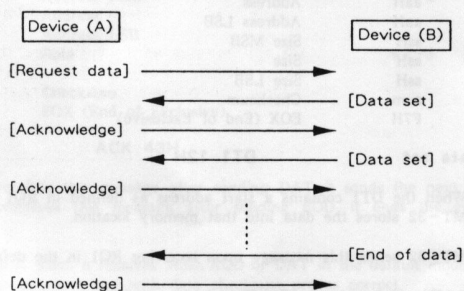 Device (A)
Device (B)
[Request data]
[Data set]
[Acknowledge]
[Data set]
[Acknowledge]
[End of data]
[Acknowledge]